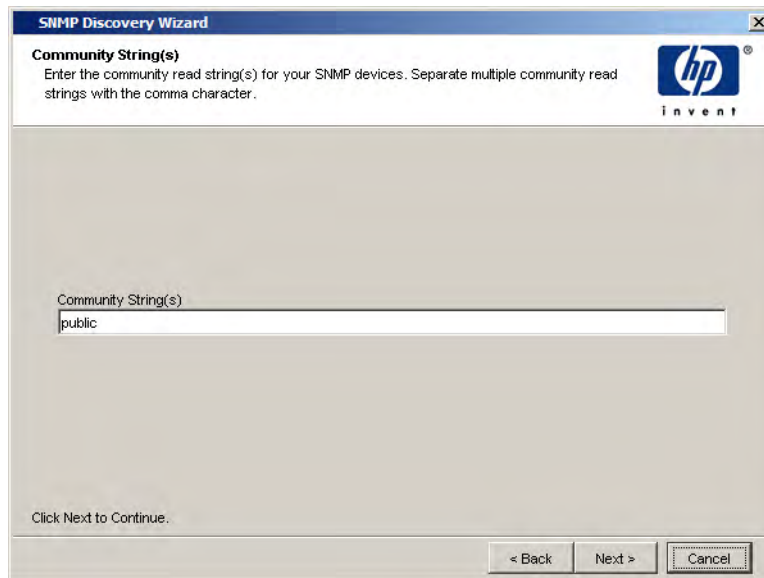 SNMP Discovery Wizard
Community String(s)
Enter the community read string(s) for your SNMP devices. Separate multiple community read
strings with the comma character.
hp ®
invent
Community String(s)
public
Click Next to Continue.
< Back
Next >
Cancel